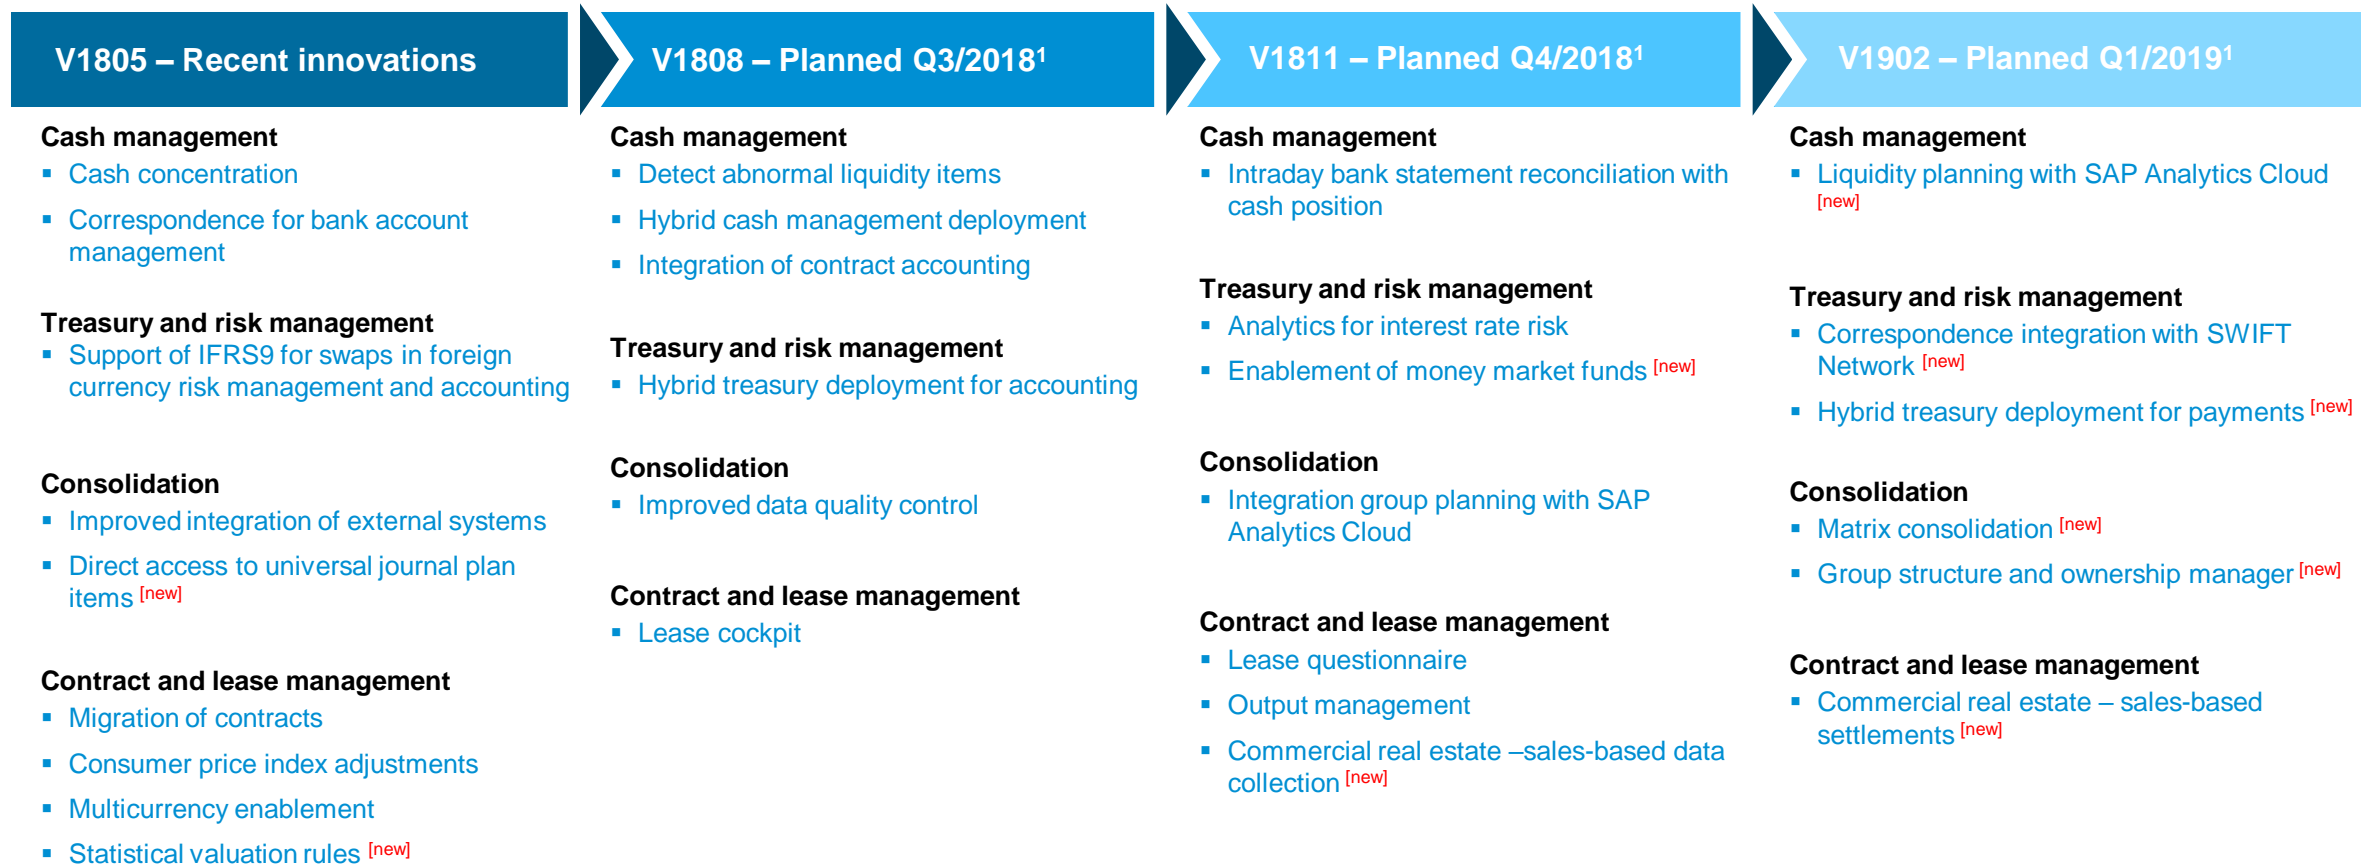 V1805 – Recent innovations
Cash management
▪ Cash concentration
▪ Correspondence for bank account
management
Treasury and risk management
▪ Support of IFRS9 for swaps in foreign
currency risk management and accounting
Consolidation
▪ Improved integration of external systems
▪ Direct access to universal journal plan
items [new]
Contract and lease management
▪ Migration of contracts
▪ Consumer price index adjustments
▪ Multicurrency enablement
▪ Statistical valuation rules [new]
V1808 – Planned Q3/2018¹
Cash management
▪ Detect abnormal liquidity items
▪ Hybrid cash management deployment
▪ Integration of contract accounting
Treasury and risk management
▪ Hybrid treasury deployment for accounting
Consolidation
▪ Improved data quality control
Contract and lease management
▪ Lease cockpit
V1811 – Planned Q4/2018¹
Cash management
▪ Intraday bank statement reconciliation with
cash position
Treasury and risk management
▪ Analytics for interest rate risk
▪ Enablement of money market funds [new]
Consolidation
▪ Integration group planning with SAP
Analytics Cloud
Contract and lease management
▪ Lease questionnaire
▪ Output management
▪ Commercial real estate –sales-based data
collection [new]
V1902 – Planned Q1/2019¹
Cash management
▪ Liquidity planning with SAP Analytics Cloud
[new]
Treasury and risk management
▪ Correspondence integration with SWIFT
Network [new]
▪ Hybrid treasury deployment for payments [new]
Consolidation
▪ Matrix consolidation [new]
▪ Group structure and ownership manager [new]
Contract and lease management
▪ Commercial real estate – sales-based
settlements [new]